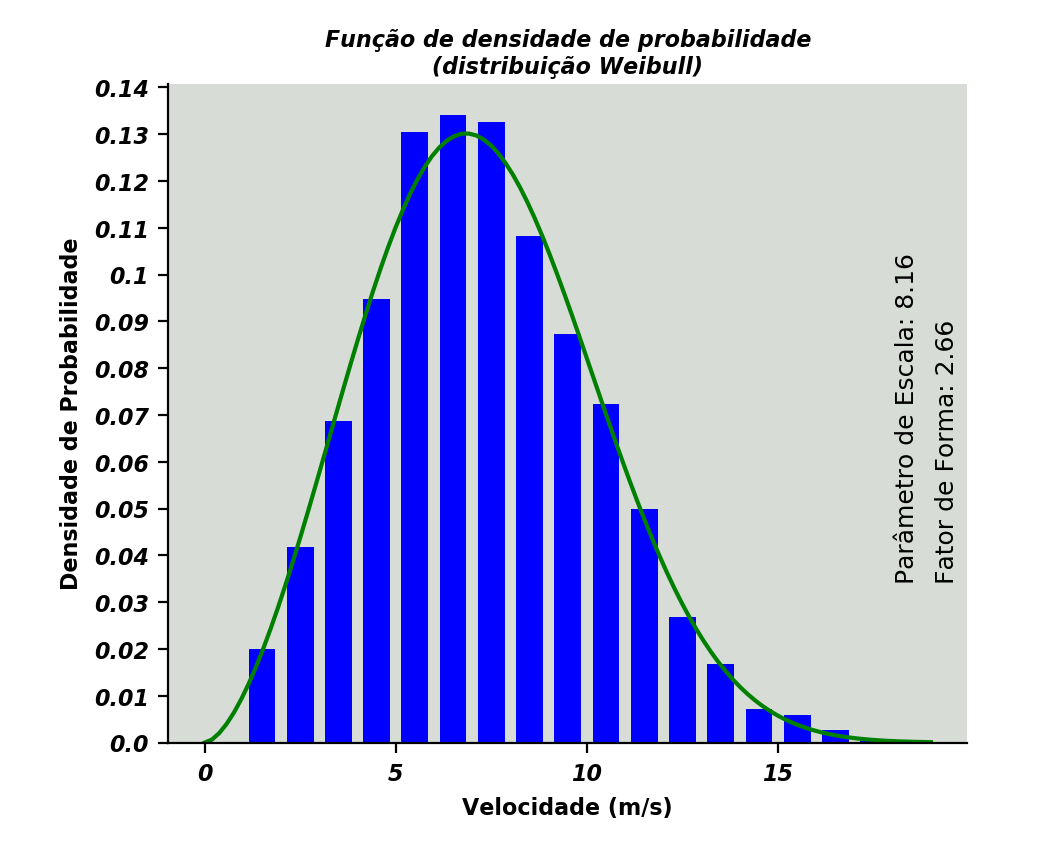 Função de densidade de probabilidade
(distribuição Weibull)
0.14
0.13
0.12
0.11
0.1
0.09
0.08
0.07
0.06
0.05
0.04
0.03
0.02
0.01
0.0
Densidade de Probabilidade
Parâmetro de Escala: 8.16
Fator de Forma: 2.66
0 5 10 15
Velocidade (m/s)